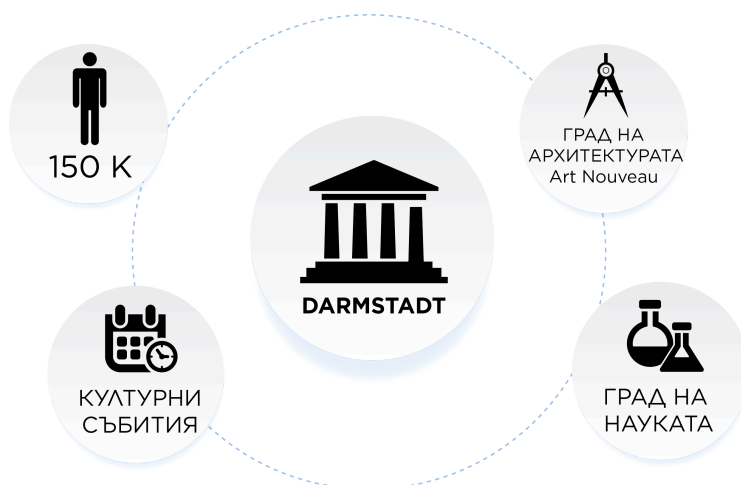 150 K
ГРАД НА
АРХИТЕКТУРАТА
Art Nouveau
DARMSTADT
КУЛТУРНИ
СЪБИТИЯ
ГРАД НА
НАУКАТА